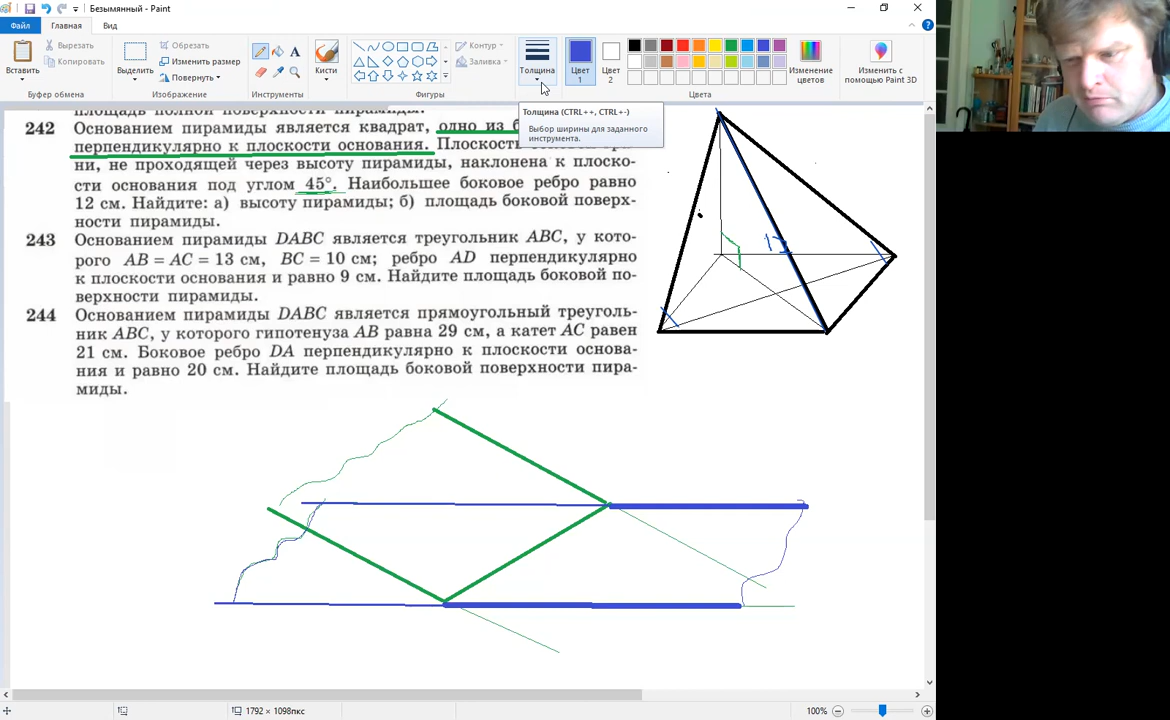 Безымянный - Paint
Файл
Главная
Вид
Вставить
Вырезать
Копировать
Буфер обмена
Выделить
Обрезать
Изменить размер
Повернуть
Изображение
Инструменты
Кисти
Фигуры
Контур
Заливка
Толщина
Цвет 1
Цвет 2
Цвета
Изменение цветов
Изменить с помощью Paint 3D
Толщина (CTRL++, CTRL+-)
Выбор ширины для заданного инструмента.
площадь полной поверхности пирамиды.
242 Основанием пирамиды является квадрат, одно из б
перпендикулярно к плоскости основания. Плоскость
ни, не проходящей через высоту пирамиды, наклонена к плоско-
сти основания под углом 45°. Наибольшее боковое ребро равно
12 см. Найдите: а) высоту пирамиды; б) площадь боковой поверх-
ности пирамиды.
243 Основанием пирамиды DABC является треугольник ABC, у кото-
рого AB = AC = 13 см, BC = 10 см; ребро AD перпендикулярно
к плоскости основания и равно 9 см. Найдите площадь боковой по-
верхности пирамиды.
244 Основанием пирамиды DABC является прямоугольный треуголь-
ник ABC, у которого гипотенуза AB равна 29 см, а катет AC равен
21 см. Боковое ребро DA перпендикулярно к плоскости основа-
ния и равно 20 см. Найдите площадь боковой поверхности пира-
миды.
1792 × 1098пкс
100%